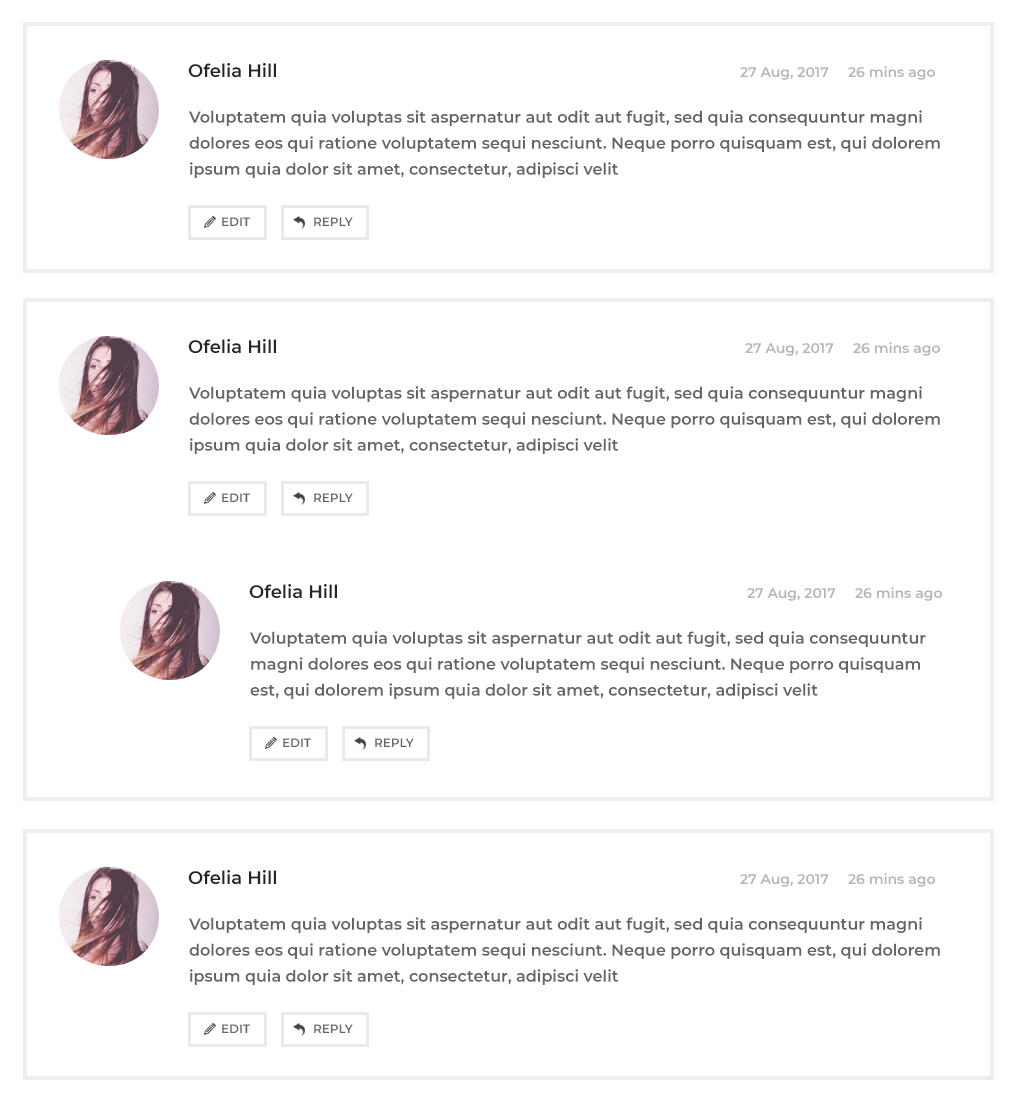 Ofelia Hill 27 Aug, 2017 26 mins ago
Voluptatem quia voluptas sit aspernatur aut odit aut fugit, sed quia consequuntur magni
dolores eos qui ratione voluptatem sequi nesciunt. Neque porro quisquam est, qui dolorem
ipsum quia dolor sit amet, consectetur, adipisci velit
EDIT REPLY
Ofelia Hill 27 Aug, 2017 26 mins ago
Voluptatem quia voluptas sit aspernatur aut odit aut fugit, sed quia consequuntur magni
dolores eos qui ratione voluptatem sequi nesciunt. Neque porro quisquam est, qui dolorem
ipsum quia dolor sit amet, consectetur, adipisci velit
EDIT REPLY
Ofelia Hill 27 Aug, 2017 26 mins ago
Voluptatem quia voluptas sit aspernatur aut odit aut fugit, sed quia consequuntur
magni dolores eos qui ratione voluptatem sequi nesciunt. Neque porro quisquam
est, qui dolorem ipsum quia dolor sit amet, consectetur, adipisci velit
EDIT REPLY
Ofelia Hill 27 Aug, 2017 26 mins ago
Voluptatem quia voluptas sit aspernatur aut odit aut fugit, sed quia consequuntur magni
dolores eos qui ratione voluptatem sequi nesciunt. Neque porro quisquam est, qui dolorem
ipsum quia dolor sit amet, consectetur, adipisci velit
EDIT REPLY